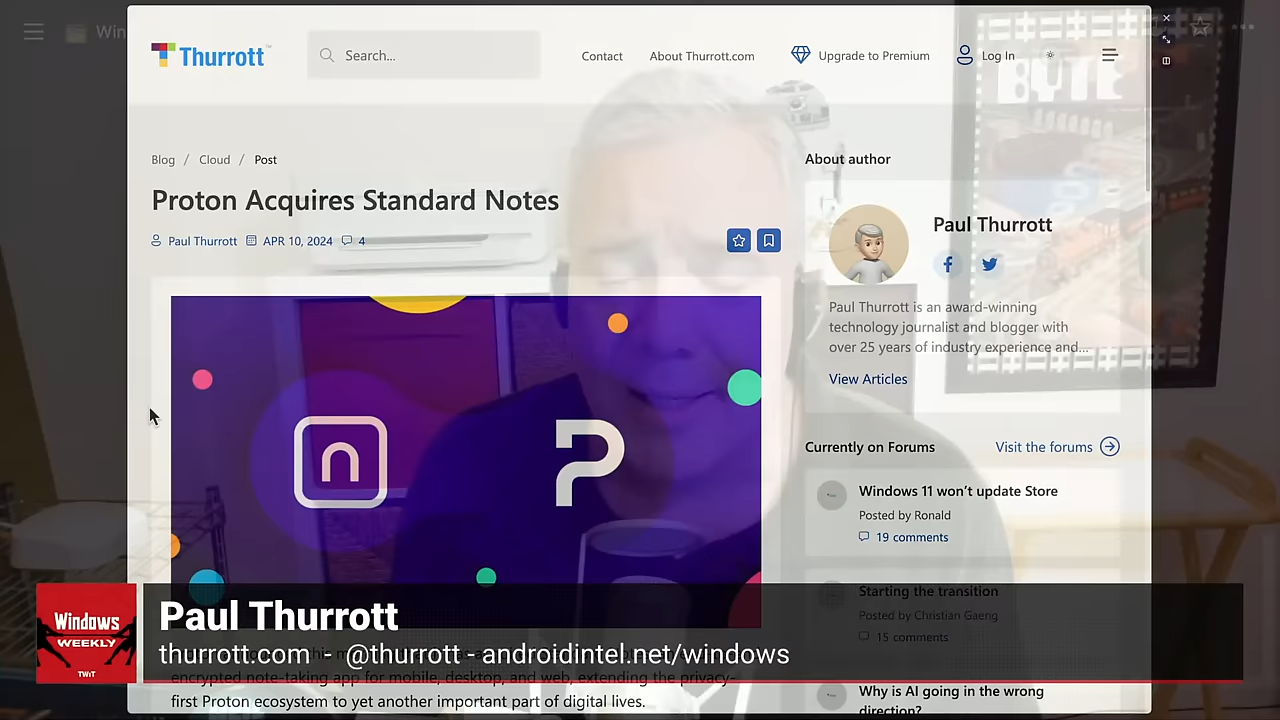 Win
Thurrott
Search...
Contact
About Thurrott.com
Upgrade to Premium
Log In
BYTE
Blog / Cloud / Post
Proton Acquires Standard Notes
Paul Thurrott APR 10, 2024 4
About author
Paul Thurrott
Paul Thurrott is an award-winning
technology journalist and blogger with
over 25 years of industry experience and...
View Articles
Currently on Forums
Visit the forums
Windows 11 won't update Store
Posted by Ronald
19 comments
Starting the transition
Posted by Christian Gaeng
15 comments
Why is AI going in the wrong
direction?
Windows
WEEKLY
TWiT
Paul Thurrott
thurrott.com - @thurrott - androidintel.net/windows
encrypted note-taking app for mobile, desktop, and web, extending the privacy-
first Proton ecosystem to yet another important part of digital lives.